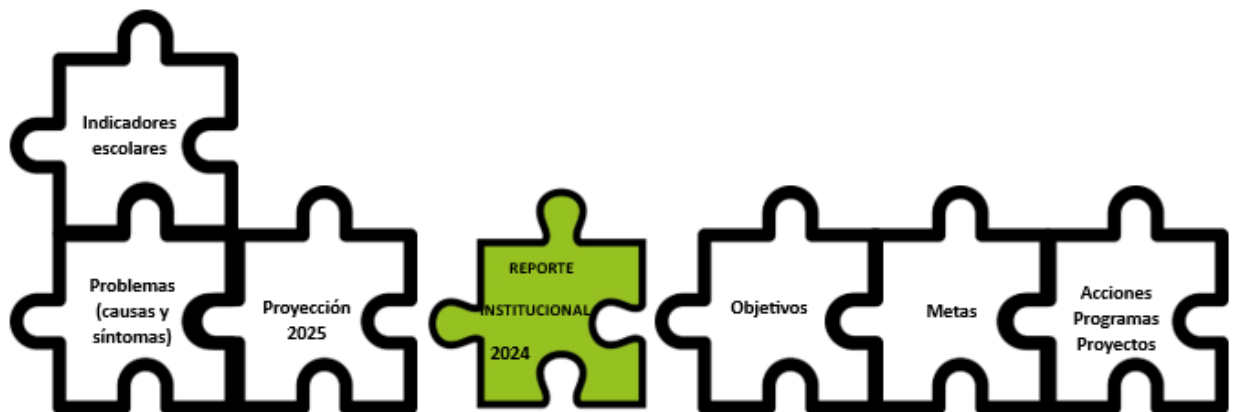 Indicadores
escolares
Problemas
(causas y
síntomas)
Proyección
2025
REPORTE
INSTITUCIONAL
2024
Objetivos
Metas
Acciones
Programas
Proyectos